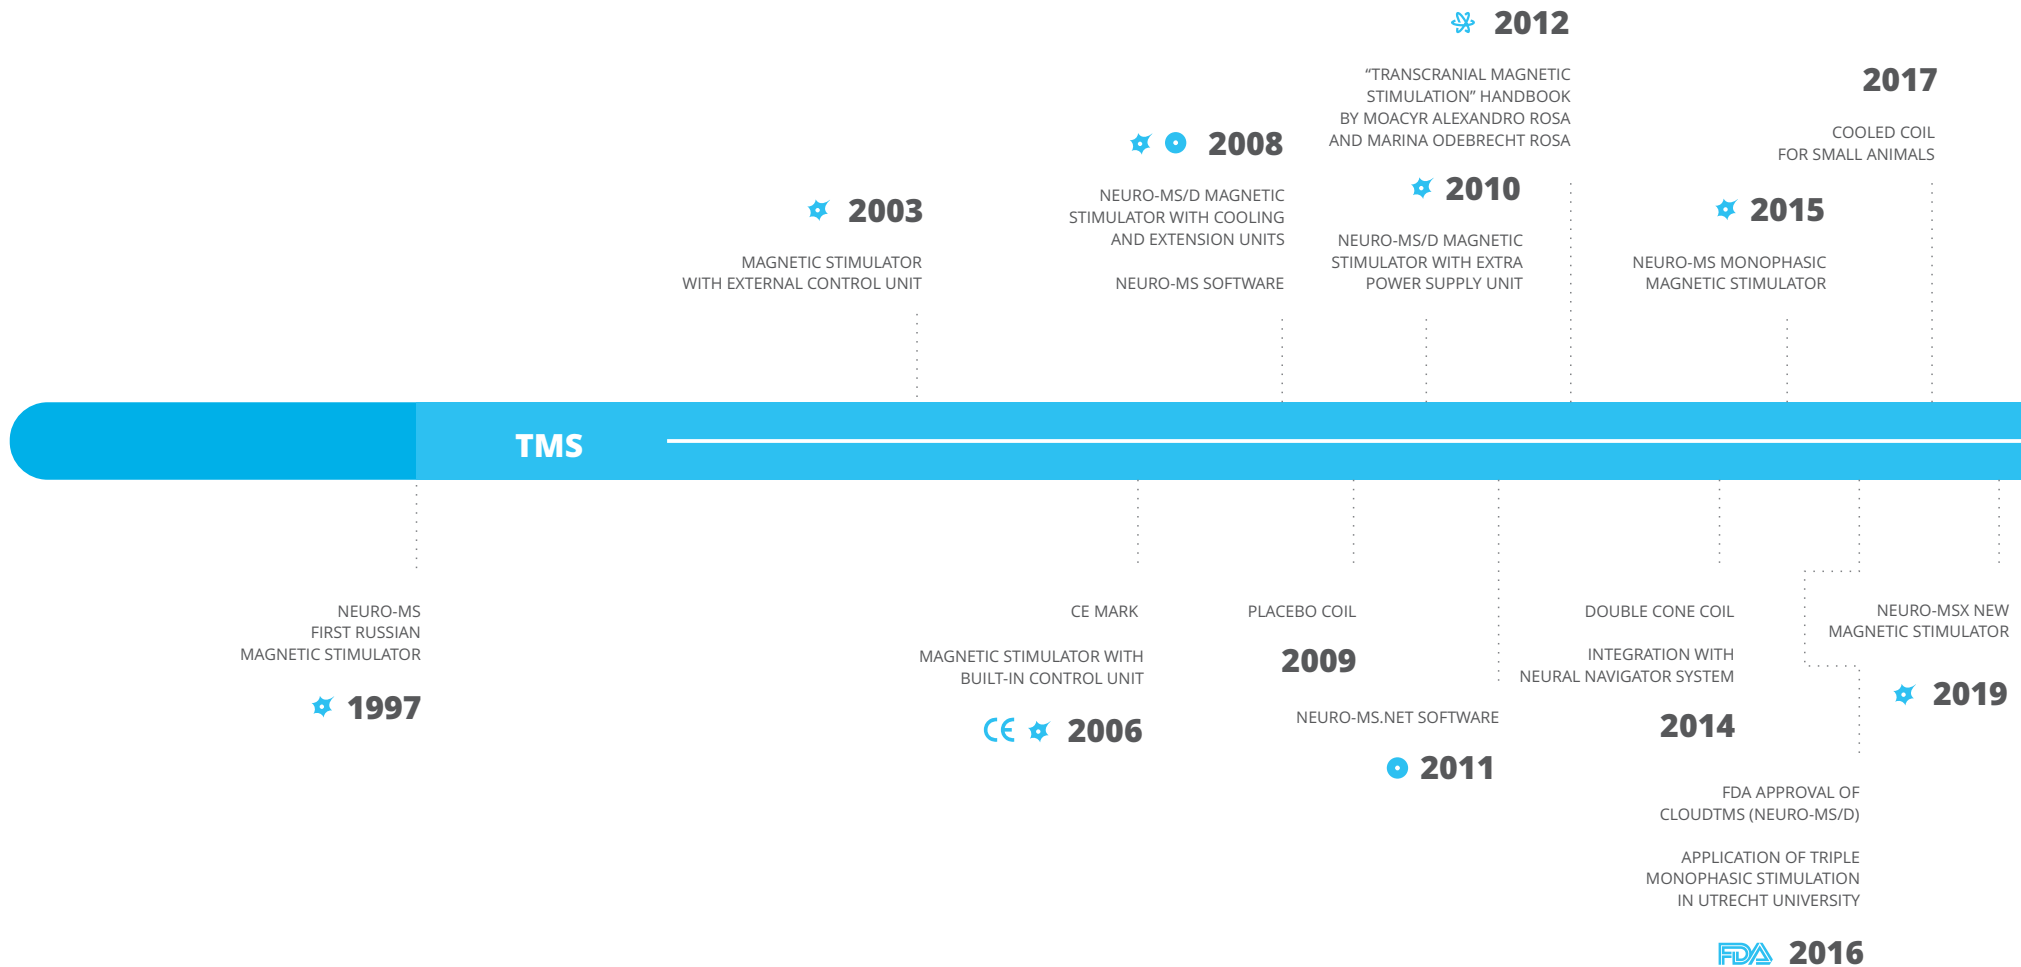 2012
“TRANSCRANIAL MAGNETIC
STIMULATION” HANDBOOK
BY MOACYR ALEXANDRO ROSA
AND MARINA ODEBRECHT ROSA
2017
COOLED COIL
FOR SMALL ANIMALS
2008
NEURO-MS/D MAGNETIC
STIMULATOR WITH COOLING
AND EXTENSION UNITS
NEURO-MS SOFTWARE
2010
NEURO-MS/D MAGNETIC
STIMULATOR WITH EXTRA
POWER SUPPLY UNIT
2003
MAGNETIC STIMULATOR
WITH EXTERNAL CONTROL UNIT
2015
NEURO-MS MONOPHASIC
MAGNETIC STIMULATOR
TMS
NEURO-MS
FIRST RUSSIAN
MAGNETIC STIMULATOR
1997
CE MARK
MAGNETIC STIMULATOR WITH
BUILT-IN CONTROL UNIT
CE 2006
PLACEBO COIL
2009
NEURO-MS.NET SOFTWARE
2011
DOUBLE CONE COIL
INTEGRATION WITH
NEURAL NAVIGATOR SYSTEM
2014
NEURO-MSX NEW
MAGNETIC STIMULATOR
2019
FDA APPROVAL OF
CLOUDTMS (NEURO-MS/D)
APPLICATION OF TRIPLE
MONOPHASIC STIMULATION
IN UTRECHT UNIVERSITY
FDA 2016